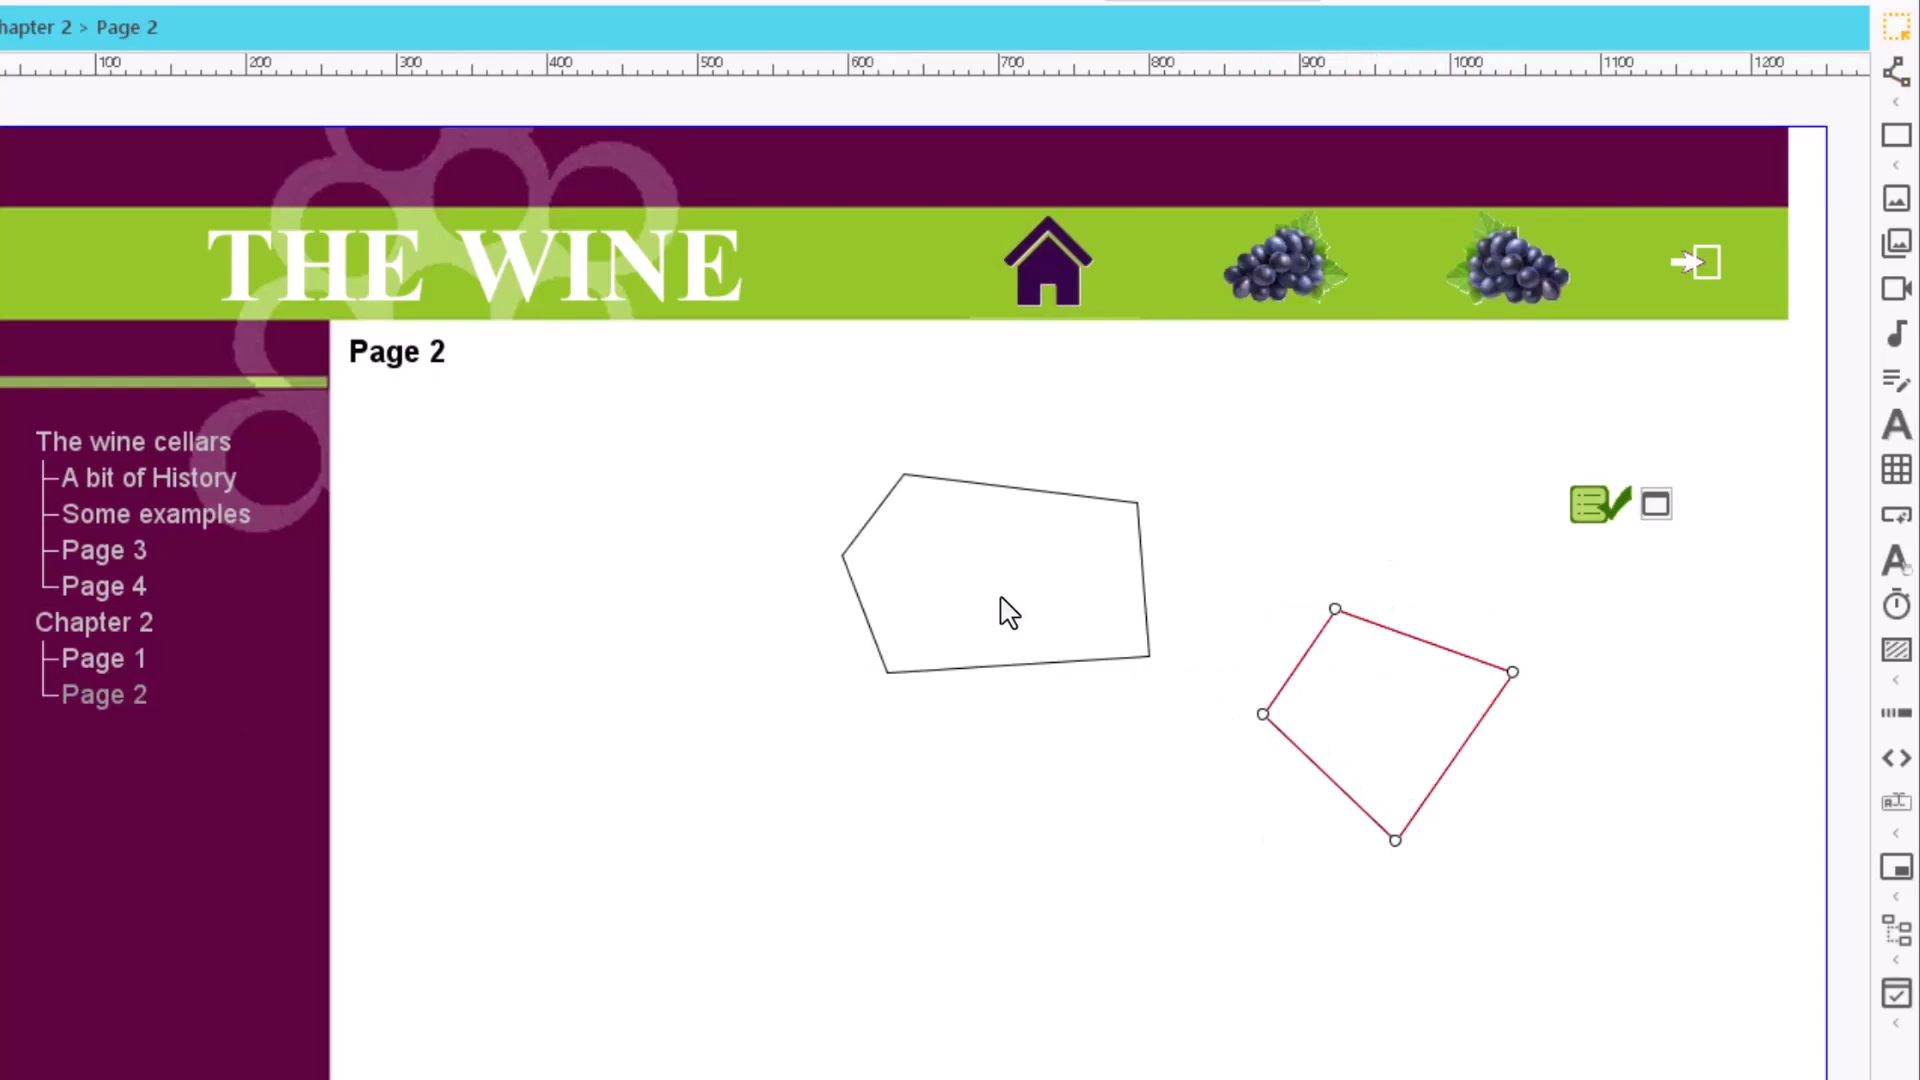 hapter 2 > Page 2
100 200 300 400 500 600 700 800 900 1000 1100 1200
THE WINE
Page 2
The wine cellars
A bit of History
Some examples
Page 3
Page 4
Chapter 2
Page 1
Page 2